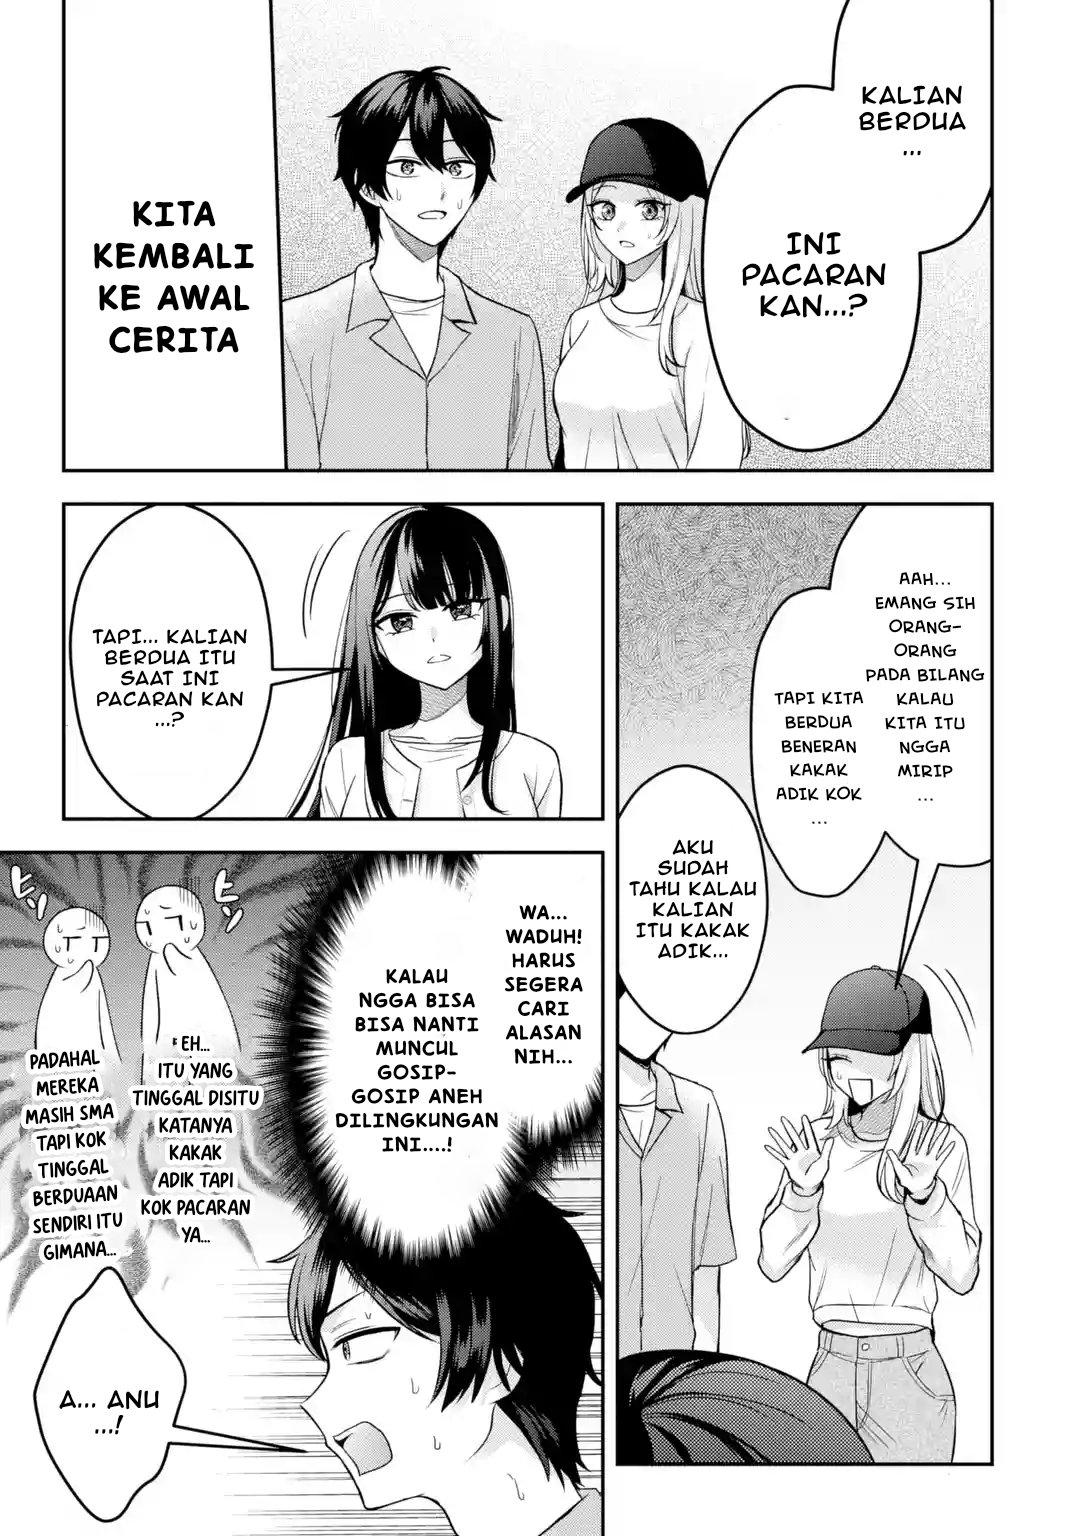 KALIAN
BERDUA
...
INI
PACARAN
KAN...?
KITA
KEMBALI
KE AWAL
CERITA
AAH...
EMANG SIH
ORANG-
ORANG
PADA BILANG
KALAU
KITA ITU
NGGA
MIRIP
...
TAPI KITA
BERDUA
BENERAN
KAKAK
ADIK KOK
...
AKU
SUDAH
TAHU KALAU
KALIAN
ITU KAKAK
ADIK...
TAPI... KALIAN
BERDUA ITU
SAAT INI
PACARAN KAN
...?
WA...
WADUH!
HARUS
SEGERA
CARI
ALASAN
NIH...
KALAU
NGGA BISA
BISA NANTI
MUNCUL
GOSIP-
GOSIP ANEH
DILINGKUNGAN
INI....!
ヒソ
ヒソ
EH...
ITU YANG
TINGGAL DISITU
KATANYA
KAKAK
ADIK TAPI
KOK PACARAN
YA...
PADAHAL
MEREKA
MASIH SMA
TAPI KOK
TINGGAL
BERDUAAN
SENDIRI ITU
GIMANA...
A... ANU
...!